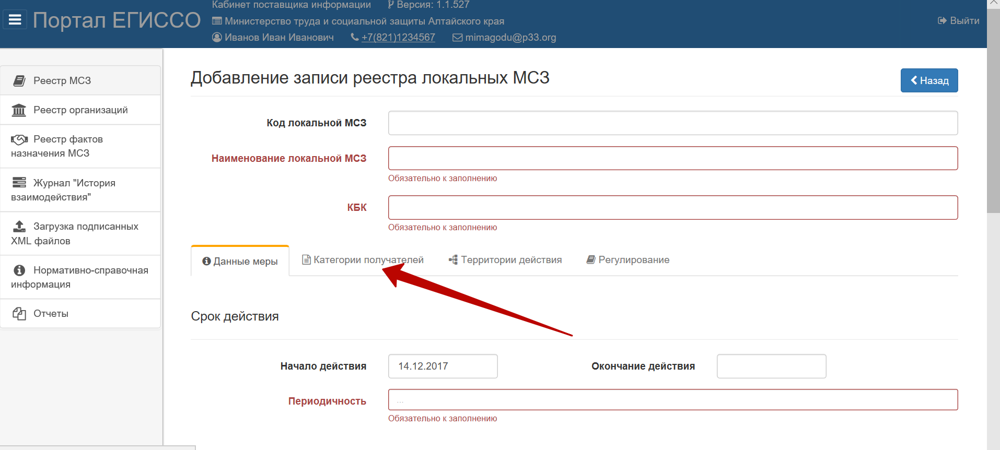 Кабинет поставщика информации Версия: 1.1.527
Портал ЕГИССО
Министерство труда и социальной защиты Алтайского края
Выйти
Иванов Иван Иванович +7(821)1234567 mimagodu@p33.org
Реестр МСЗ
Реестр организаций
Реестр фактов
назначения МСЗ
Журнал "История
взаимодействия"
Загрузка подписанных
XML файлов
Нормативно-справочная
информация
Отчеты
Добавление записи реестра локальных МСЗ
Назад
Код локальной МСЗ
Наименование локальной МСЗ
Обязательно к заполнению
КБК
Обязательно к заполнению
Данные меры Категории получателей Территории действия Регулирование
Срок действия
Начало действия 14.12.2017 Окончание действия
Периодичность ...
Обязательно к заполнению